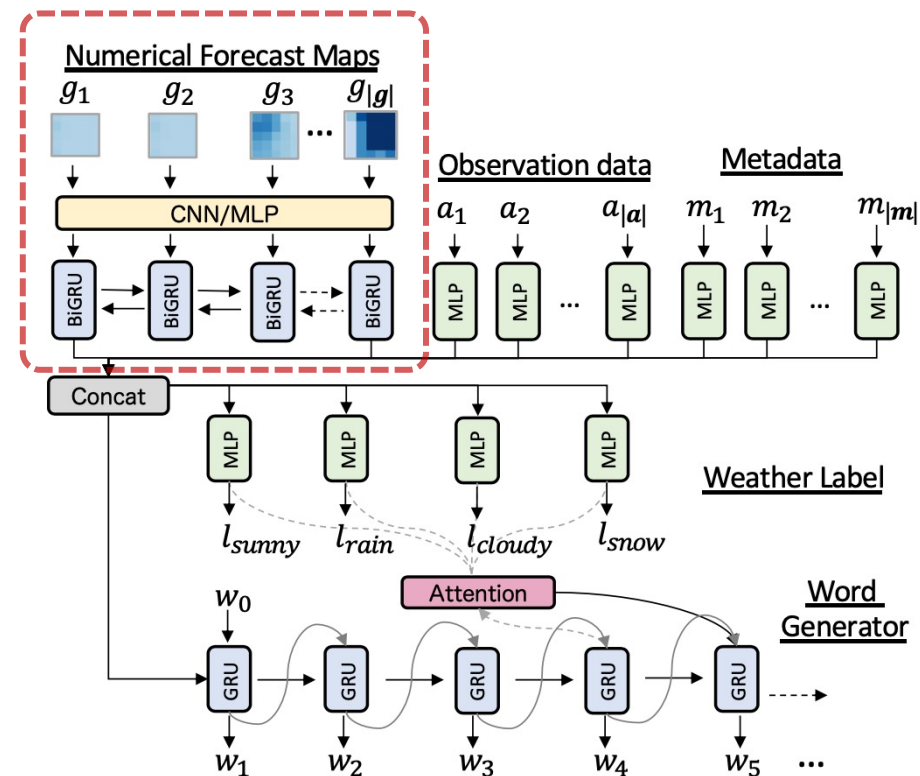 Numerical Forecast Maps
g1 g2 g3 g|g|
...
CNN/MLP
BiGRU BiGRU BiGRU BiGRU
Observation data
a1 a2 a|a|
MLP MLP ... MLP
Metadata
m1 m2 m|m|
MLP MLP ... MLP
Concat
MLP MLP MLP MLP
Weather Label
lsunny lrain lcloudy lsnow
Attention
Word
Generator
w0
GRU GRU GRU GRU GRU
w1 w2 w3 w4 w5 ...